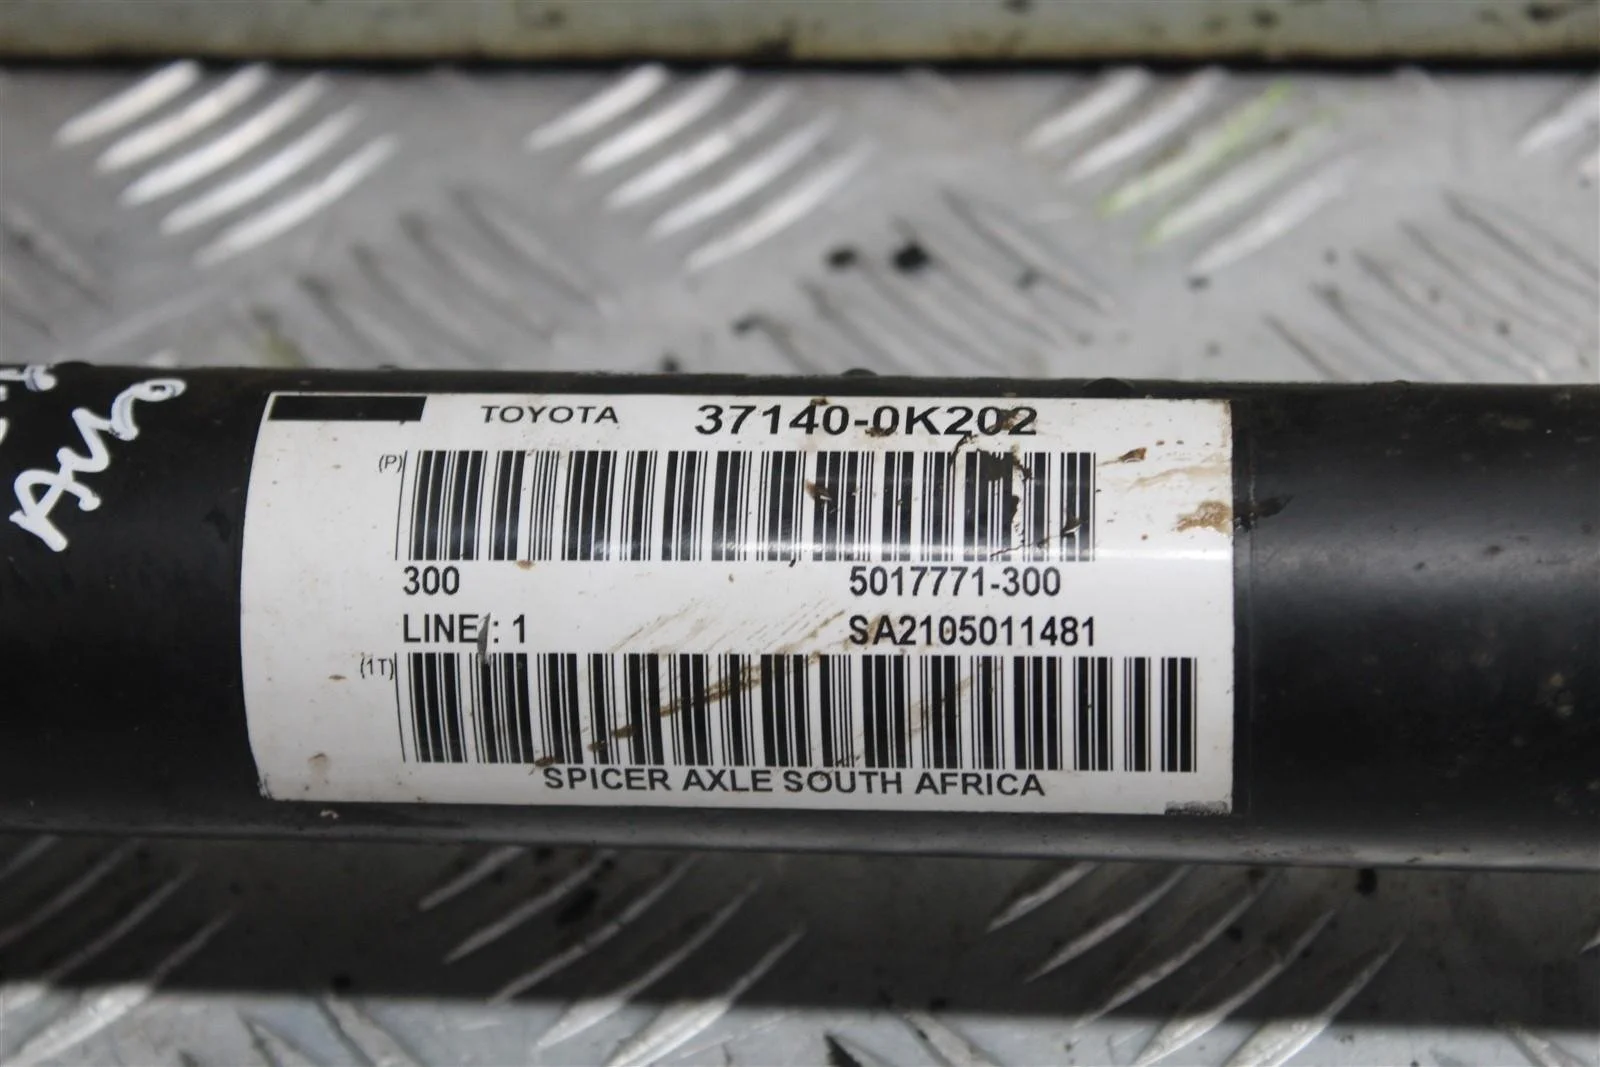 TOYOTA 37140-0K202
(P)
300 5017771-300
LINE : 1 SA2105011481
(1T)
SPICER AXLE SOUTH AFRICA